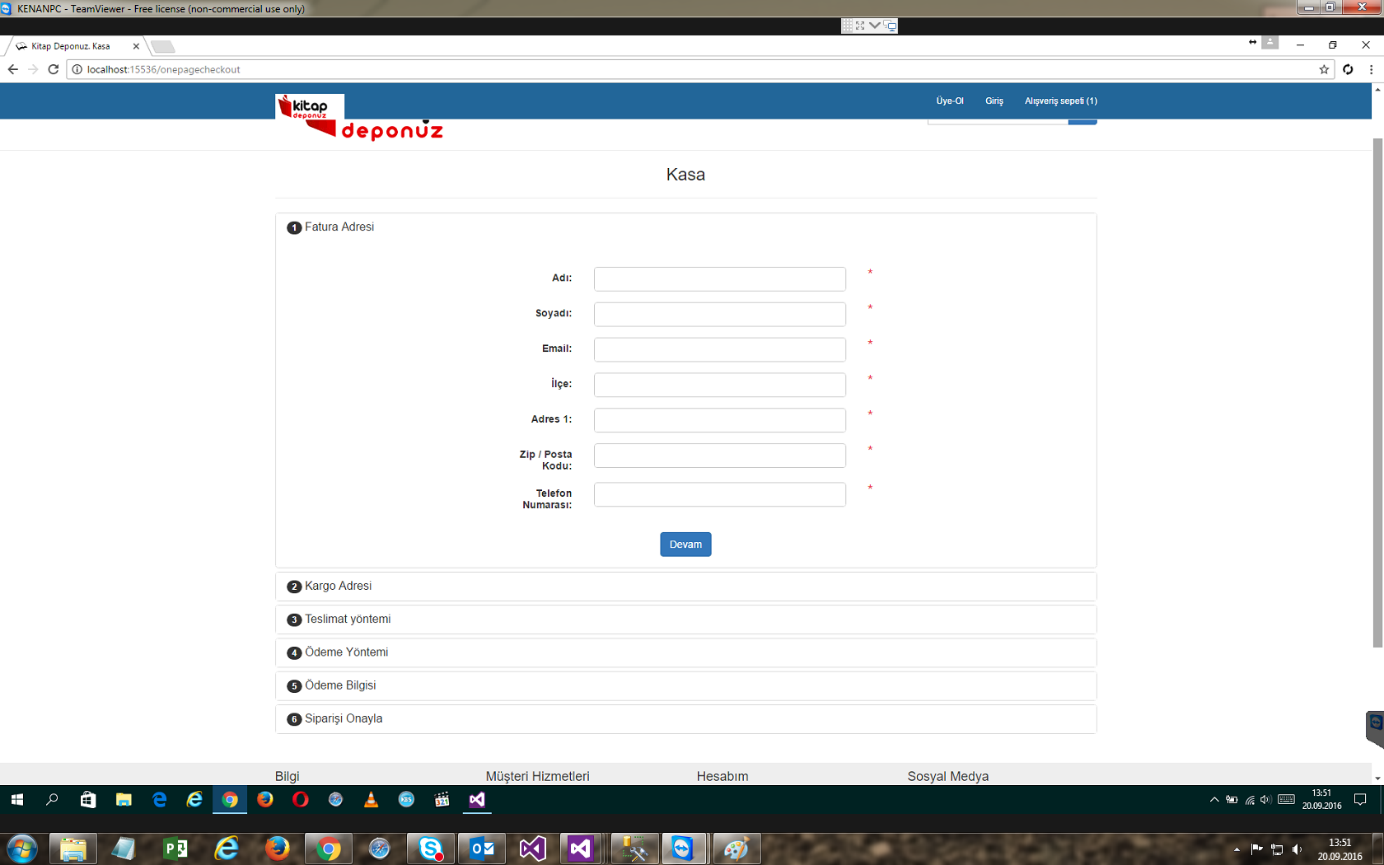 KENANPC - TeamViewer - Free license (non-commercial use only)
Kitap Deponuz. Kasa
localhost:15536/onepagecheckout
kitap
deponuz
Üye-Ol
Giriş
Alışveriş sepeti (1)
deponuz
Kasa
1 Fatura Adresi
Adı:
*
Soyadı:
*
Email:
*
İlçe:
*
Adres 1:
*
Zip / Posta
Kodu:
*
Telefon
Numarası:
*
Devam
2 Kargo Adresi
3 Teslimat yöntemi
4 Ödeme Yöntemi
5 Ödeme Bilgisi
6 Siparişi Onayla
Bilgi
Müşteri Hizmetleri
Hesabım
Sosyal Medya
321
13:51
20.09.2016
13:51
20.09.2016